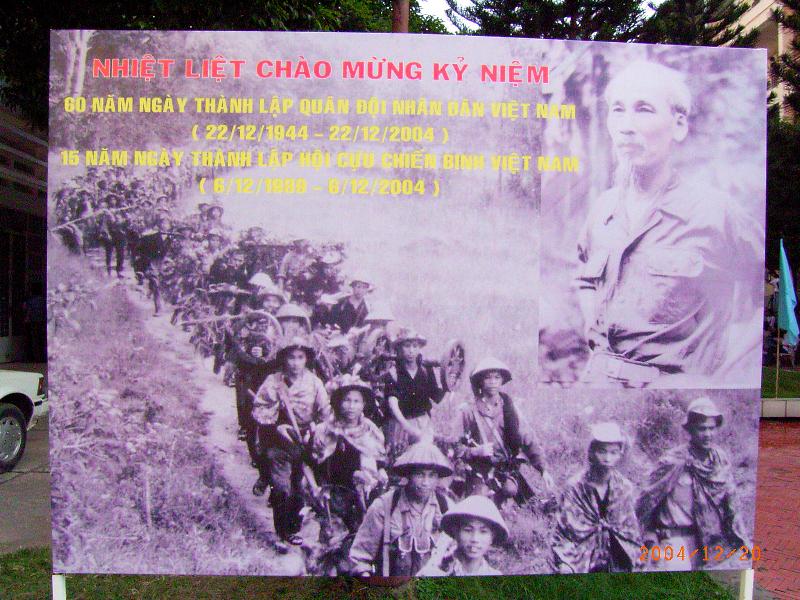 NHIỆT LIỆT CHÀO MỪNG KỶ NIỆM
60 NĂM NGÀY THÀNH LẬP QUÂN ĐỘI NHÂN DÂN VIỆT NAM
( 22/12/1944 - 22/12/2004 )
15 NĂM NGÀY THÀNH LẬP HỘI CỰU CHIẾN BINH VIỆT NAM
( 6/12/1989 - 6/12/2004 )
2004/12/20